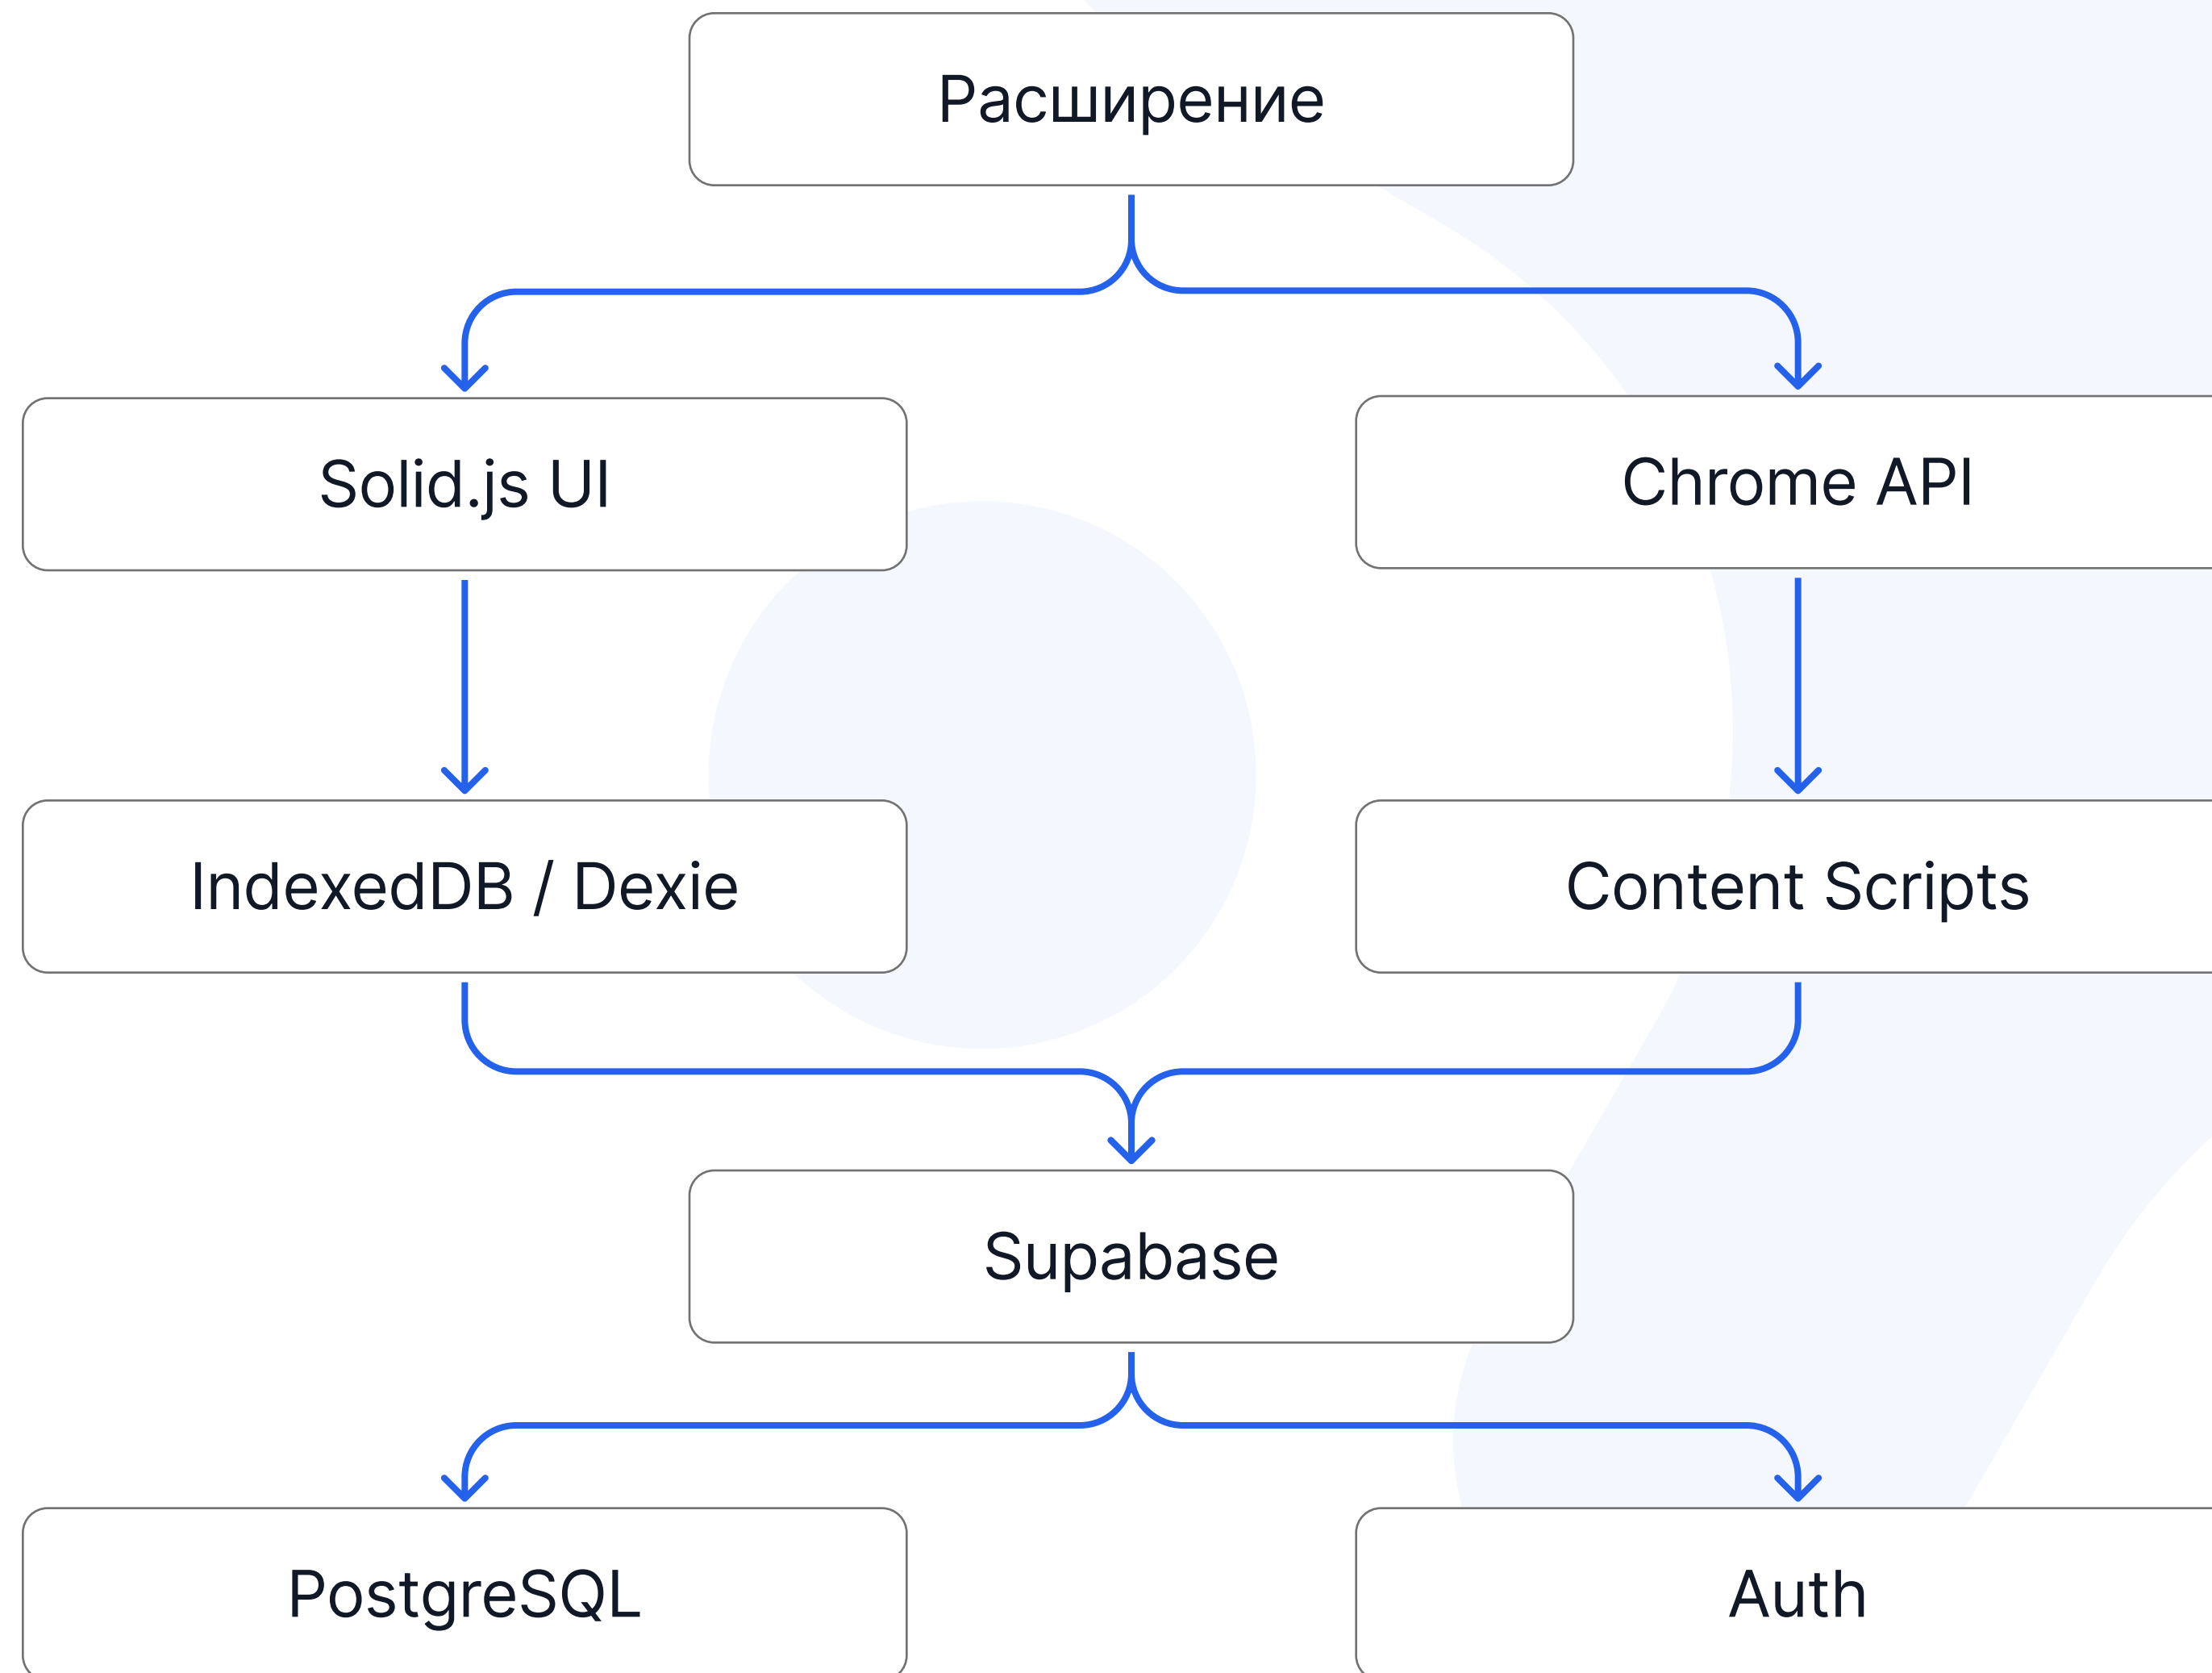 Расширение
Solid.js UI
Chrome API
IndexedDB / Dexie
Content Scripts
Supabase
PostgreSQL
Auth